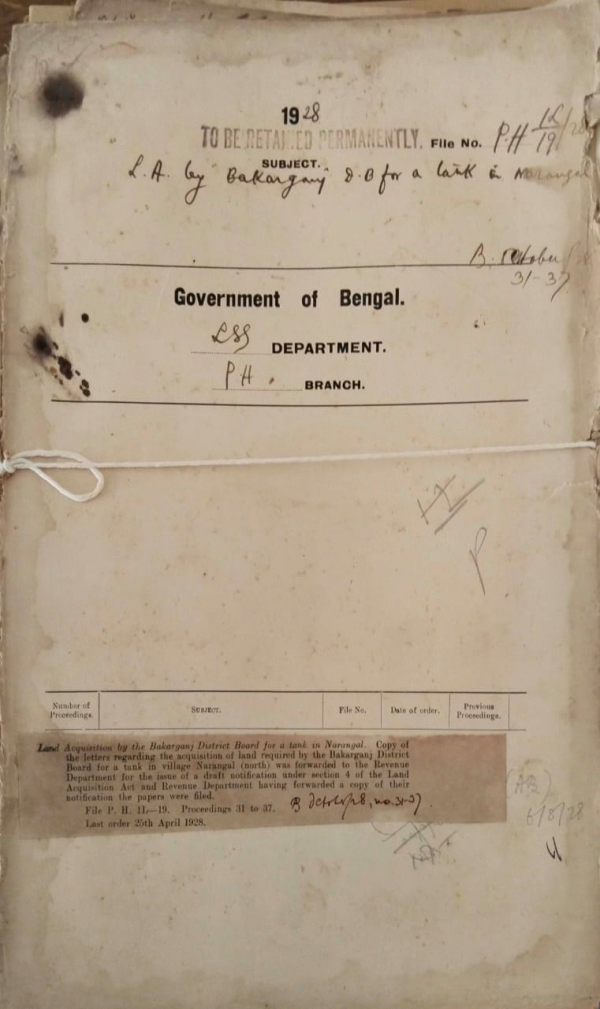 1928
TO BE RETAINED PERMANENTLY. File No. P.H
19
SUBJECT.
L.A. by Bakarganj D.B for a tank in Narangal
B. October
31-37
Government of Bengal.
LSG DEPARTMENT.
P H. BRANCH.
P
Number of Proceedings. SUBJECT. File No. Date of order. Previous Proceedings.
Land Acquisition by the Bakarganj District Board for a tank in Narangal. Copy of
the letters regarding the acquisition of land required by the Bakarganj District
Board for a tank in village Narangal (north) was forwarded to the Revenue
Department for the issue of a draft notification under section 4 of the Land
Acquisition Act and Revenue Department having forwarded a copy of their
notification the papers were filed.
File P. H. 1L—19. Proceedings 31 to 37. B October/28, no. 31-37.
Last order 25th April 1928.
6/8/28